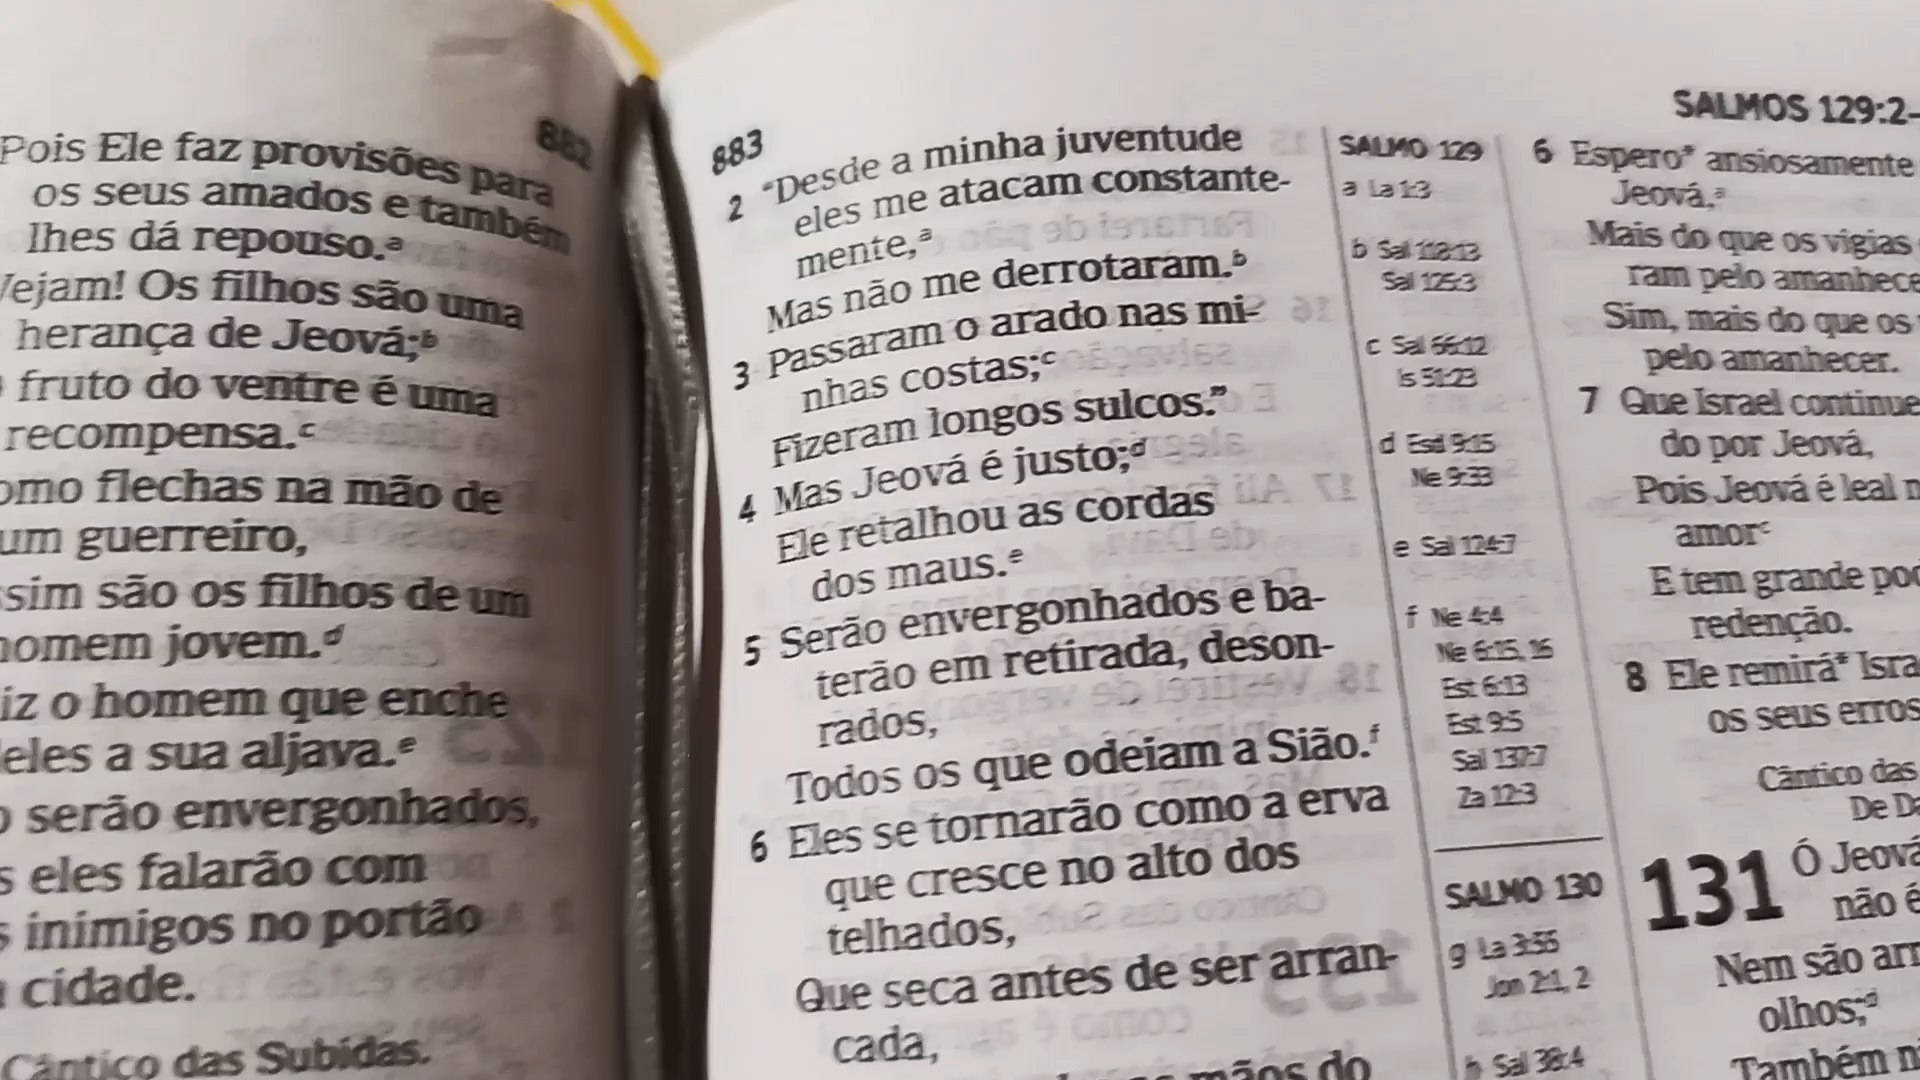 882
Pois Ele faz provisões para
os seus amados e também
lhes dá repouso.ª
Vejam! Os filhos são uma
herança de Jeová;ᵇ
fruto do ventre é uma
recompensa.ᶜ
flechas na mão de
um guerreiro,
são os filhos de um
homem jovem.ᵈ
o homem que enche
a sua aljava.ᵉ
serão envergonhados,
eles falarão com
inimigos no portão
cidade.
Cântico das Subidas.
883
2 “Desde a minha juventude
eles me atacam constante-
mente,ª
Mas não me derrotaram.ᵇ
3 Passaram o arado nas mi-
nhas costas;ᶜ
Fizeram longos sulcos.”
4 Mas Jeová é justo;ᵈ
Ele retalhou as cordas
dos maus.ᵉ
5 Serão envergonhados e ba-
terão em retirada, deson-
rados,
Todos os que odeiam a Sião.ᶠ
6 Eles se tornarão como a erva
que cresce no alto dos
telhados,
Que seca antes de ser arran-
cada,
mãos do
SALMO 129
a La 1:3
b Sal 118:13
Sal 125:3
c Sal 66:12
Is 51:23
d Esd 9:15
Ne 9:33
e Sal 124:7
f Ne 4:4
Ne 6:15, 16
Est 6:13
Est 9:5
Sal 137:7
Za 12:3
SALMO 130
g La 3:55
Jon 2:1, 2
h Sal 38:4
SALMOS 129:2-
6 Espero* ansiosamente
Jeová,ª
Mais do que os vigias
ram pelo amanhece
Sim, mais do que os
pelo amanhecer.
7 Que Israel continue
do por Jeová,
Pois Jeová é leal
amorᶜ
E tem grande
redenção.
8 Ele remirá* Isra
os seus erros
Cântico das
De Da
131 Ó Jeová
não é
Nem são arr
olhos;ᵈ
Também